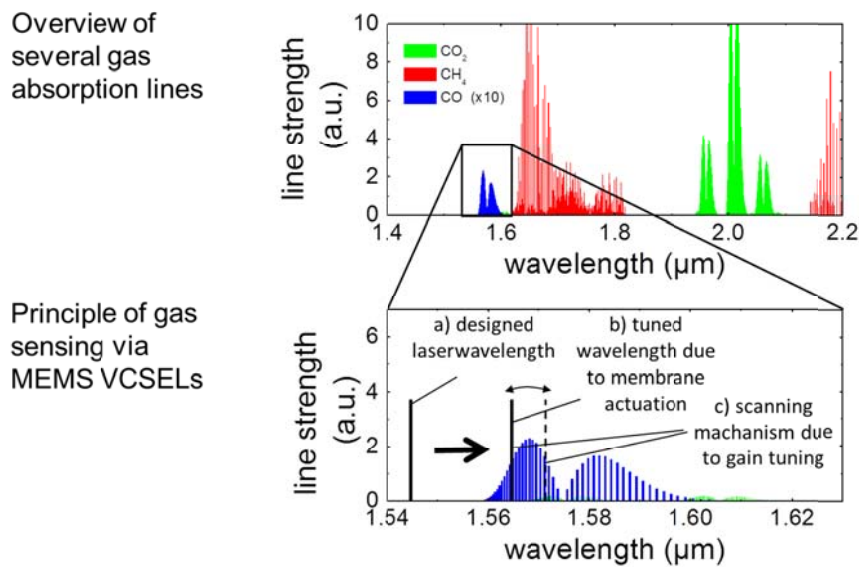 Overview of
several gas
absorption lines
line strength
(a.u.)
10
8
6
4
2
0
CO₂
CH₄
CO (x10)
1.4
1.6
1.8
2.0
2.2
wavelength (µm)
Principle of gas
sensing via
MEMS VCSELs
line strength
(a.u.)
6
4
2
0
a) designed
laserwavelength
b) tuned
wavelength due
to membrane
actuation
c) scanning
machanism due
to gain tuning
1.54
1.56
1.58
1.60
1.62
wavelength (µm)